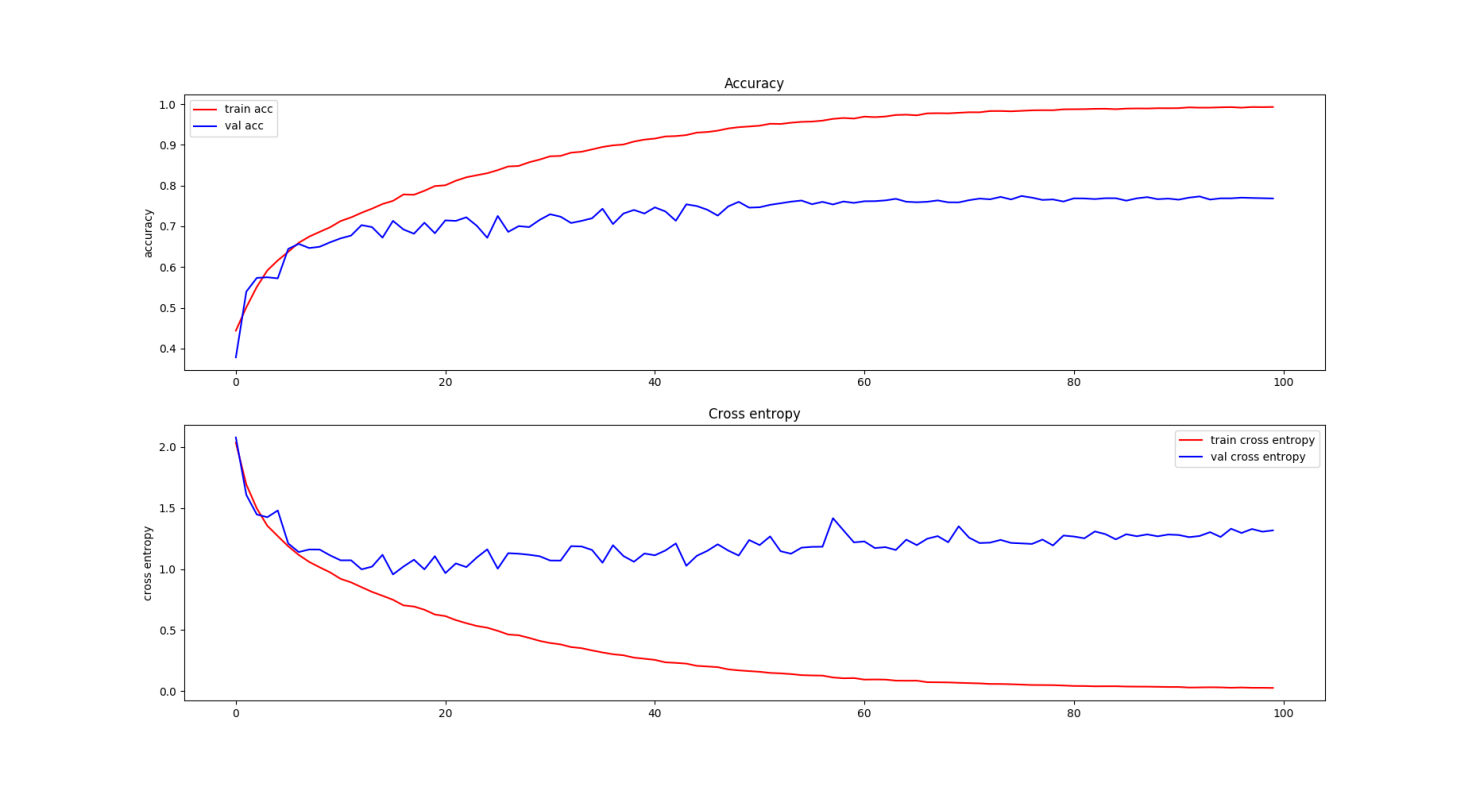 Accuracy
1.0
0.9
0.8
0.7
0.6
0.5
0.4
accuracy
train acc
val acc
0 20 40 60 80 100
Cross entropy
2.0
1.5
1.0
0.5
0.0
cross entropy
train cross entropy
val cross entropy
0 20 40 60 80 100